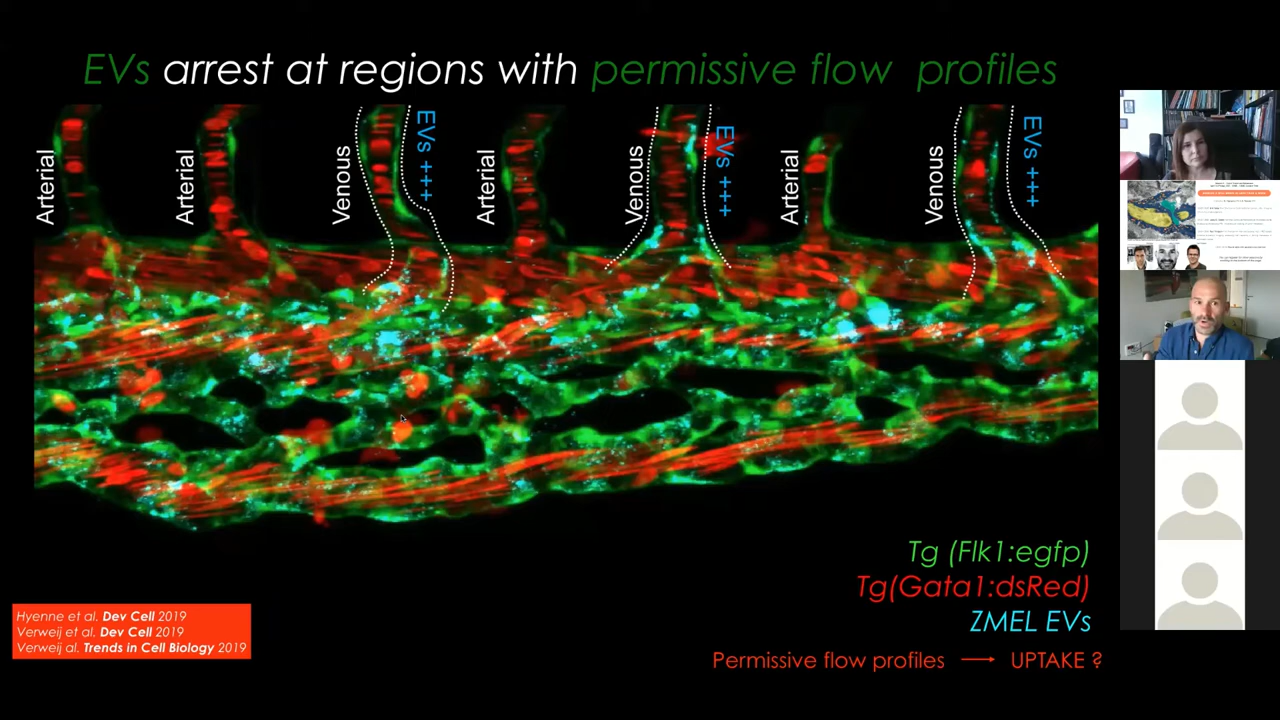 EVs arrest at regions with permissive flow profiles
Arterial
Arterial
Venous
EVs +++
Arterial
Venous
EVs +++
Arterial
Venous
EVs +++
Tg (Flk1:egfp)
Tg(Gata1:dsRed)
ZMEL EVs
Hyenne et al. Dev Cell 2019
Verweij et al. Dev Cell 2019
Verweij al. Trends in Cell Biology 2019
Permissive flow profiles → UPTAKE ?